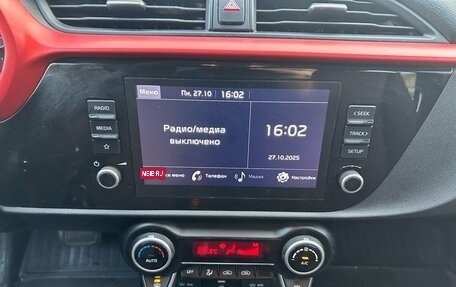 Меню
Пн, 27.10
16:02
RADIO
MEDIA
Радио/медиа
выключено
16:02
27.10.2025
SEEK
TRACK
SETUP
меню
Телефон
Медиа
Настройки
AUTO
A/C